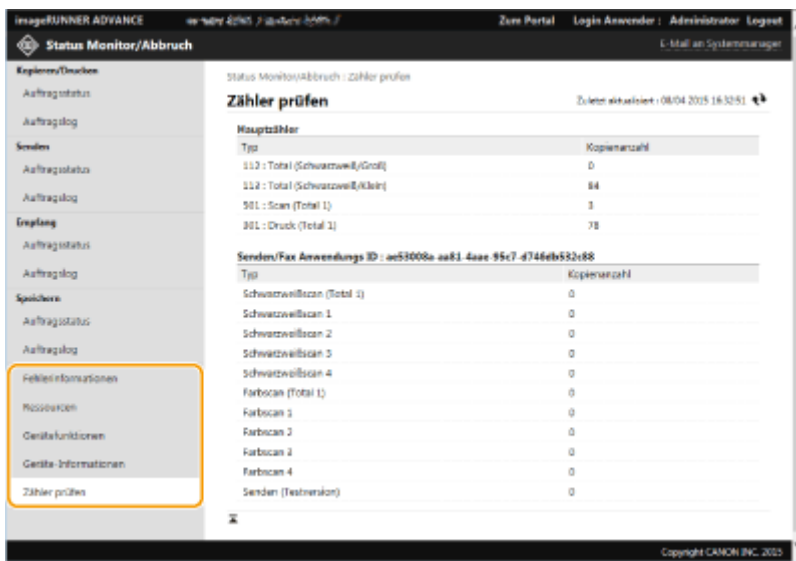 imageRUNNER ADVANCE
Zum Portal Login Anwender : Administrator Logout
Status Monitor/Abbruch
E-Mail an Systemmanager
Kopieren/Drucken
Auftragsstatus
Auftragslog
Senden
Auftragsstatus
Auftragslog
Empfang
Auftragsstatus
Auftragslog
Speichern
Auftragsstatus
Auftragslog
Fehlerinformationen
Ressourcen
Gerätefunktionen
Geräte-Informationen
Zähler prüfen
Status Monitor/Abbruch : Zähler prüfen
Zähler prüfen
Zuletzt aktualisiert : 08/04 2015 16:32:51
Hauptzähler
Typ Kopienanzahl
112 : Total (Schwarzweiß/Groß) 0
113 : Total (Schwarzweiß/Klein) 84
501 : Scan (Total 1) 3
301 : Druck (Total 1) 78
Senden/Fax Anwendungs ID : ae53008a-aa81-4aae-95c7-d746db532c88
Typ Kopienanzahl
Schwarzweißscan (Total 1) 0
Schwarzweißscan 1 0
Schwarzweißscan 2 0
Schwarzweißscan 3 0
Schwarzweißscan 4 0
Farbscan (Total 1) 0
Farbscan 1 0
Farbscan 2 0
Farbscan 3 0
Farbscan 4 0
Senden (Testversion) 0
Copyright CANON INC. 2015